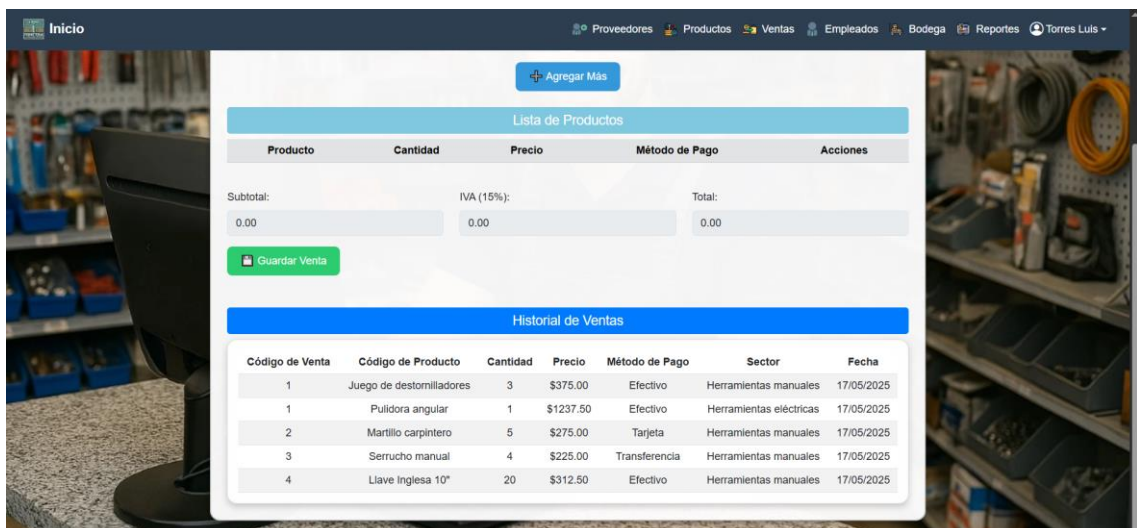 Inicio Proveedores Productos Ventas Empleados Bodega Reportes Torres Luis
Agregar Más
Lista de Productos
Producto Cantidad Precio Método de Pago Acciones
Subtotal: IVA (15%): Total:
0.00 0.00 0.00
Guardar Venta
Historial de Ventas
Código de Venta Código de Producto Cantidad Precio Método de Pago Sector Fecha
1 Juego de destornilladores 3 $375.00 Efectivo Herramientas manuales 17/05/2025
1 Pulidora angular 1 $1237.50 Efectivo Herramientas eléctricas 17/05/2025
2 Martillo carpintero 5 $275.00 Tarjeta Herramientas manuales 17/05/2025
3 Serrucho manual 4 $225.00 Transferencia Herramientas manuales 17/05/2025
4 Llave Inglesa 10" 20 $312.50 Efectivo Herramientas manuales 17/05/2025